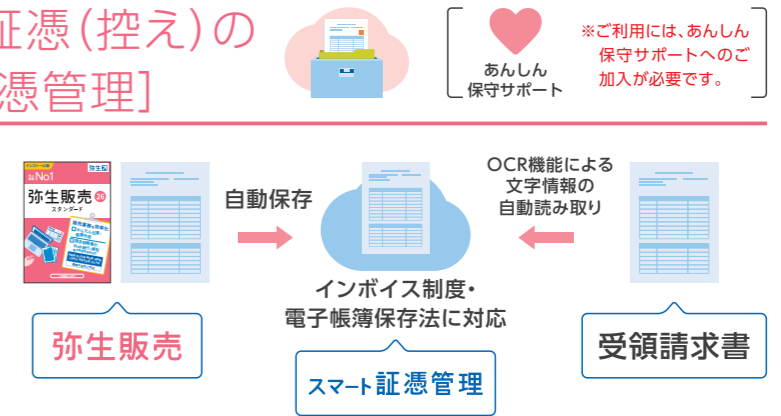 証憑(控え)の
憑管理]
あんしん
保守サポート
※ご利用には、あんしん
保守サポートへのご
加入が必要です。
No1
弥生
弥生販売 26
スタンダード
自動保存
OCR機能による
文字情報の
自動読み取り
インボイス制度・
電子帳簿保存法に対応
弥生販売
スマート証憑管理
受領請求書